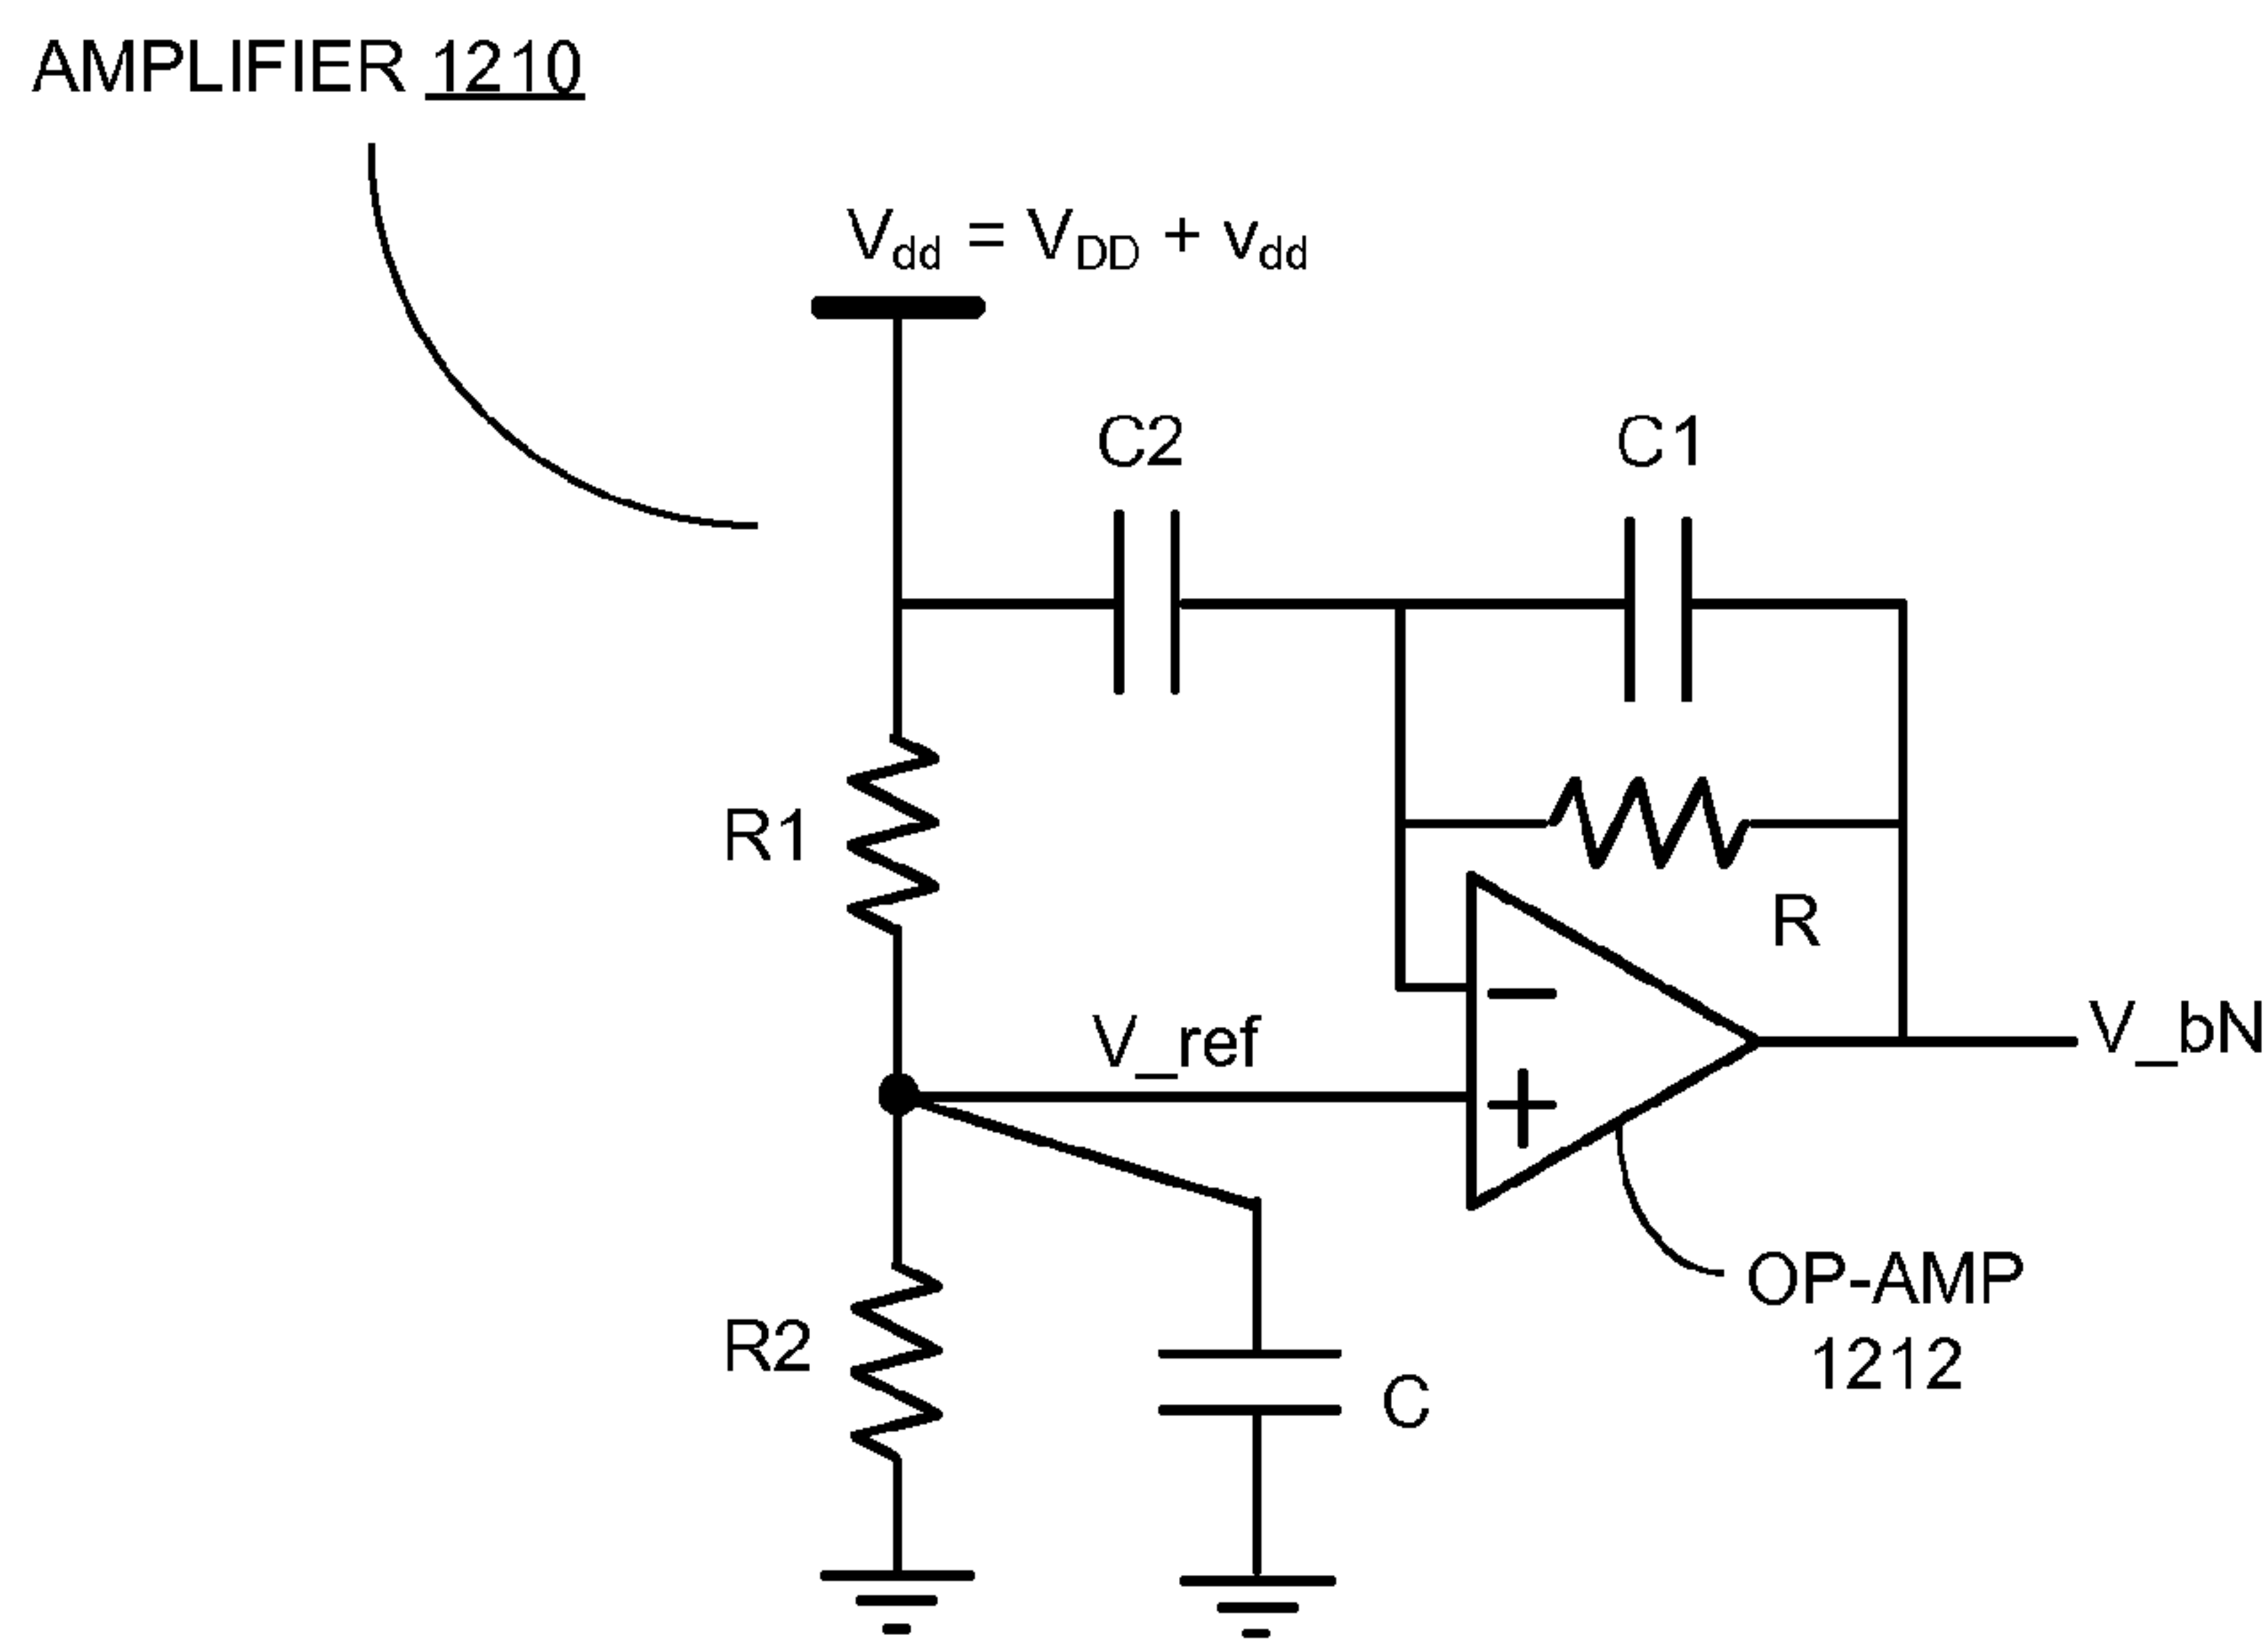 AMPLIFIER 1210
Vdd = VDD + vdd
C2
C1
R1
R
V_ref
V_bN
R2
C
OP-AMP
1212